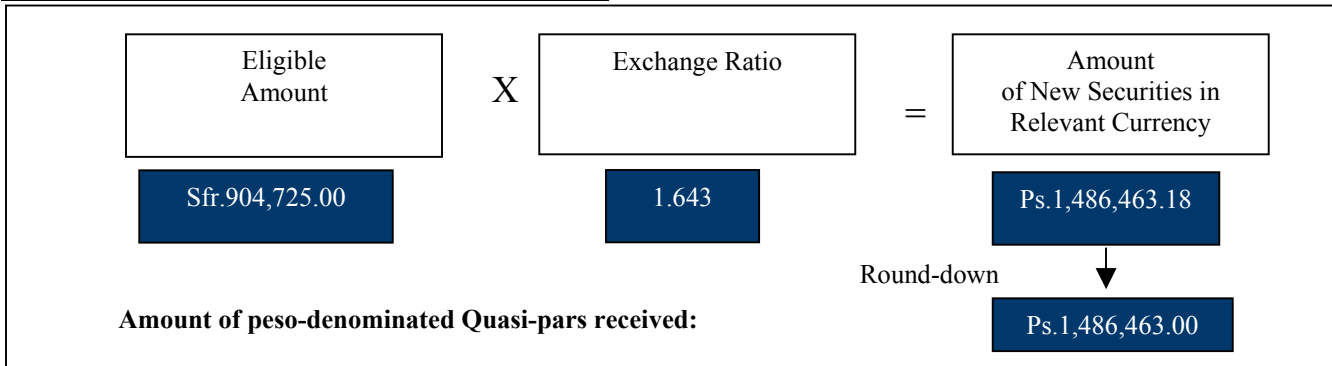 Eligible
Amount
X
Exchange Ratio
=
Amount
of New Securities in
Relevant Currency
Sfr.904,725.00
1.643
Ps.1,486,463.18
Round-down
Amount of peso-denominated Quasi-pars received:
Ps.1,486,463.00